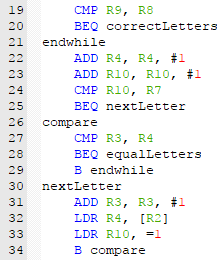 19 CMP R9, R8
20 BEQ correctLetters
21 endwhile
22 ADD R4, R4, #1
23 ADD R10, R10, #1
24 CMP R10, R7
25 BEQ nextLetter
26 compare
27 CMP R3, R4
28 BEQ equalLetters
29 B endwhile
30 nextLetter
31 ADD R3, R3, #1
32 LDR R4, [R2]
33 LDR R10, =1
34 B compare